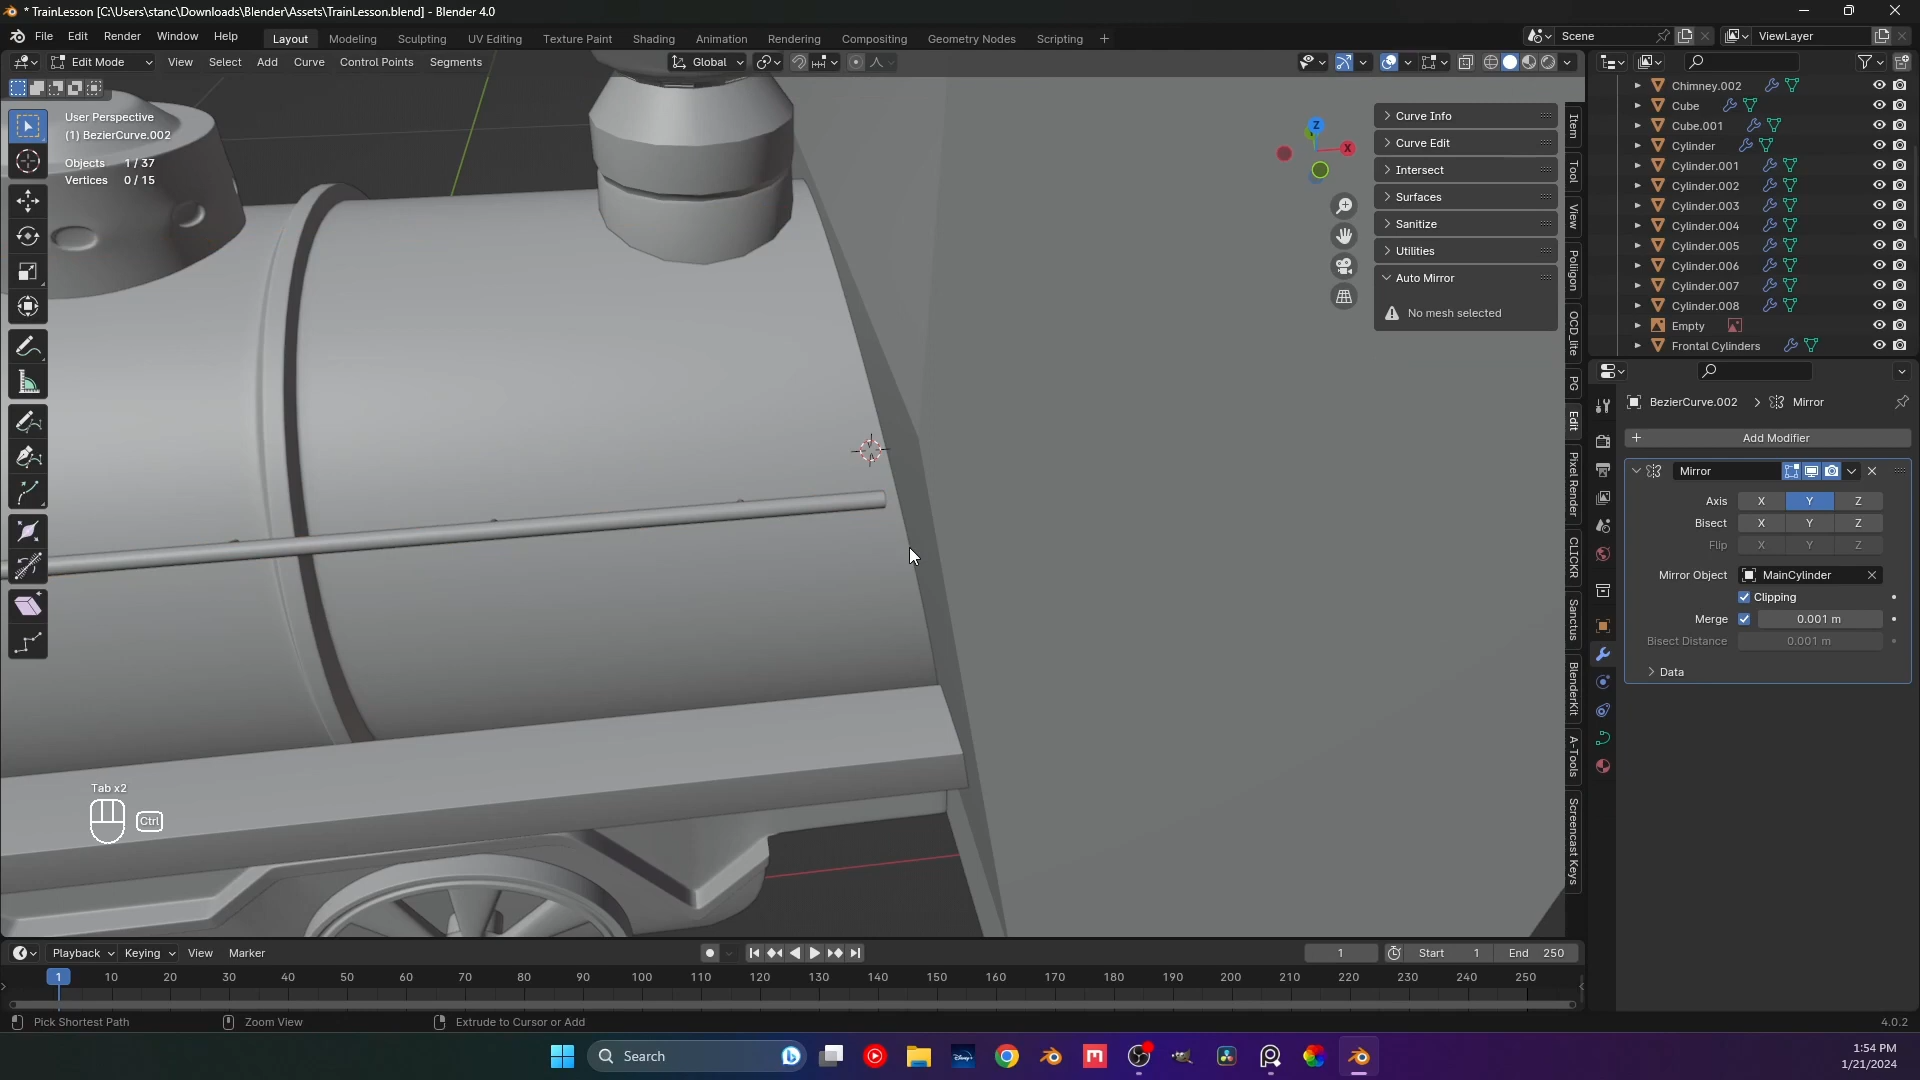 * TrainLesson [C:\Users\stanc\Downloads\Blender\Assets\TrainLesson.blend] - Blender 4.0
File Edit Render Window Help Layout Modeling Sculpting UV Editing Texture Paint Shading Animation Rendering Compositing Geometry Nodes Scripting + Scene ViewLayer
Edit Mode View Select Add Curve Control Points Segments Global
User Perspective
(1) BezierCurve.002
Objects 1/37
Vertices 0/15
Z
X
Curve Info
Curve Edit
Intersect
Surfaces
Sanitize
Utilities
Auto Mirror
No mesh selected
Item
Tool
View
Poliigon
OCD_lite
PG
Edit
Pixel Render
CLICKR
Sanctus
BlenderKit
A-Tools
Screencast Keys
Chimney.002
Cube
Cube.001
Cylinder
Cylinder.001
Cylinder.002
Cylinder.003
Cylinder.004
Cylinder.005
Cylinder.006
Cylinder.007
Cylinder.008
Empty
Frontal Cylinders
BezierCurve.002 > Mirror
+ Add Modifier
Mirror
Axis X Y Z
Bisect X Y Z
Flip X Y Z
Mirror Object MainCylinder
Clipping
Merge 0.001 m
Bisect Distance 0.001 m
Data
Tab x2
Ctrl
Playback Keying View Marker 1 Start 1 End 250
1 10 20 30 40 50 60 70 80 90 100 110 120 130 140 150 160 170 180 190 200 210 220 230 240 250
Pick Shortest Path Zoom View Extrude to Cursor or Add 4.0.2
Search
1:54 PM
1/21/2024